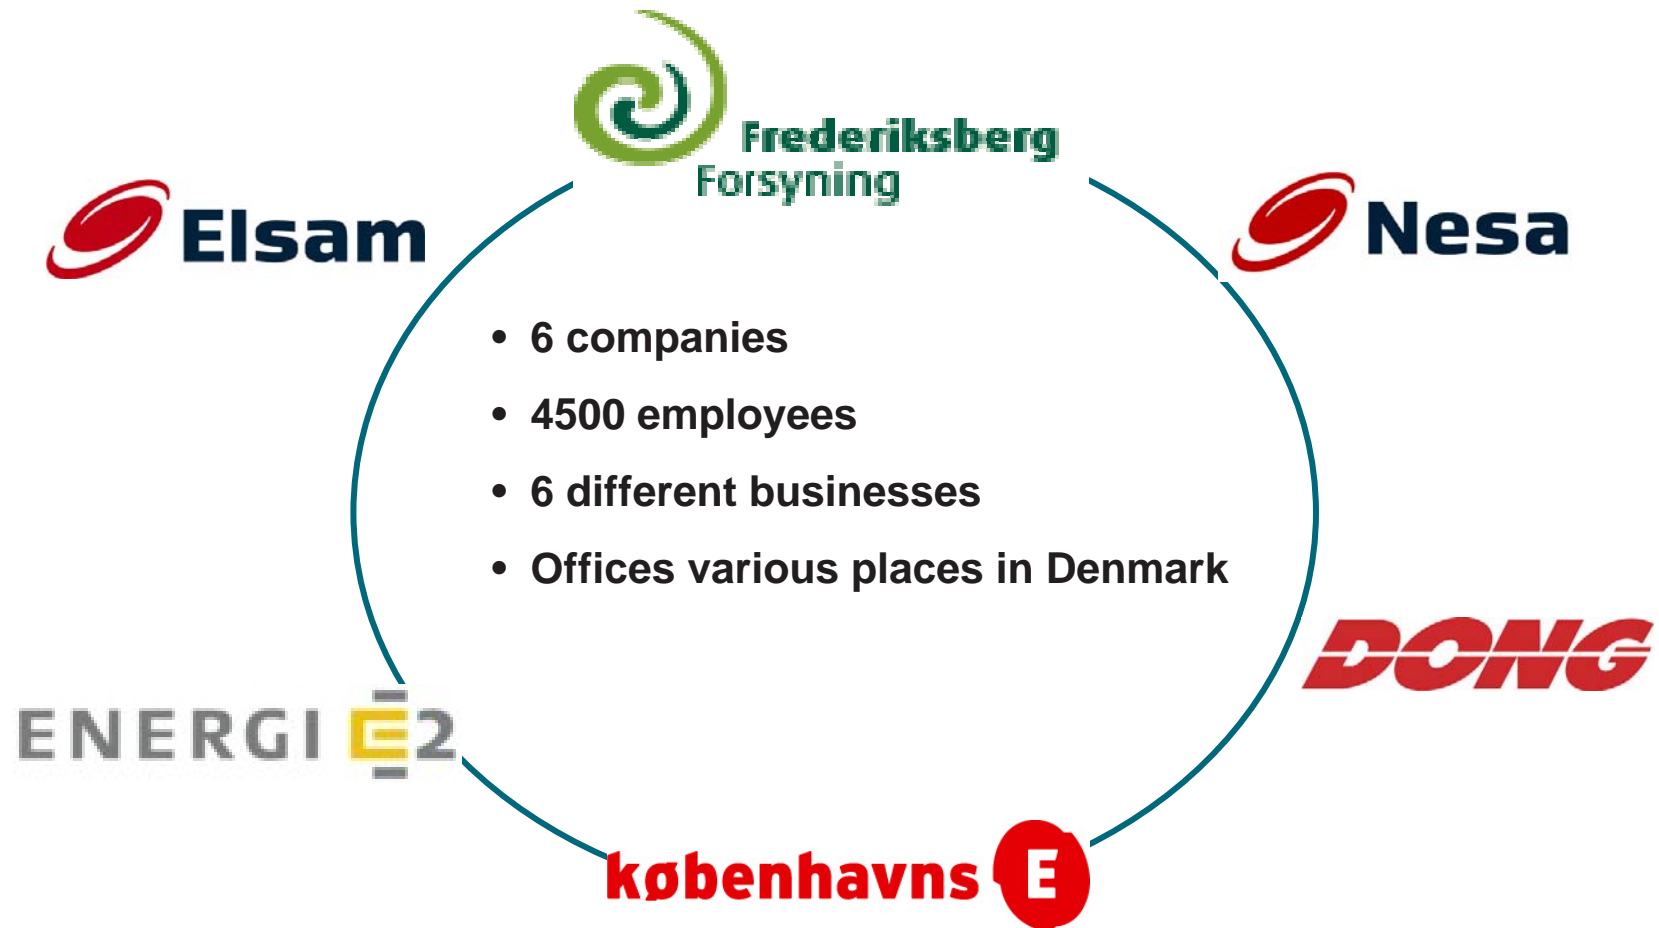 Frederiksberg
Forsyning
Elsam
Nesa
• 6 companies
• 4500 employees
• 6 different businesses
• Offices various places in Denmark
DONG
ENERGI E2
københavns E